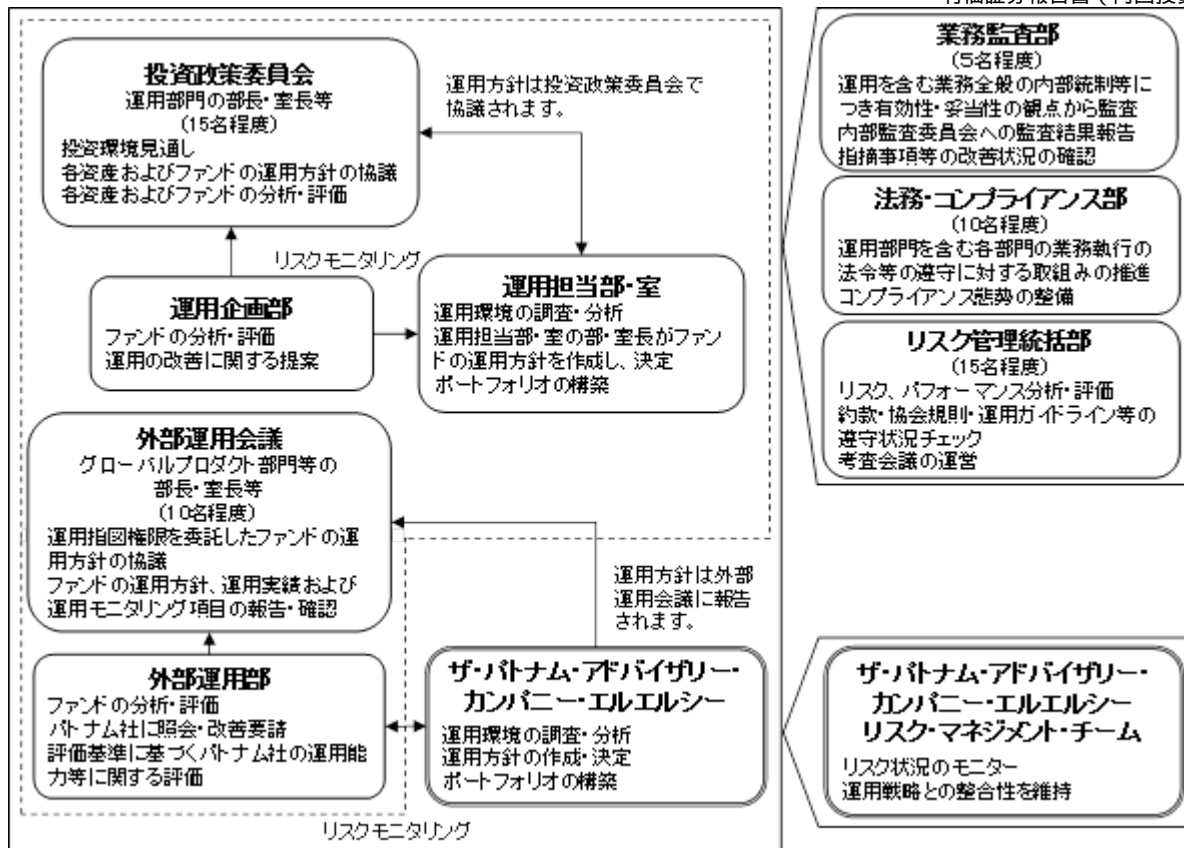 投資政策委員会
運用部門の部長・室長等
(15名程度)
投資環境見通し
各資産およびファンドの運用方針の協議
各資産およびファンドの分析・評価
運用方針は投資政策委員会で
協議されます。
リスクモニタリング
運用企画部
ファンドの分析・評価
運用の改善に関する提案
運用担当部・室
運用環境の調査・分析
運用担当部・室の部・室長がファン
ドの運用方針を作成し、決定
ポートフォリオの構築
外部運用会議
グローバルプロダクト部門等の
部長・室長等
(10名程度)
運用指図権限を委託したファンドの運
用方針の協議
ファンドの運用方針、運用実績および
運用モニタリング項目の報告・確認
運用方針は外部
運用会議に報告
されます。
外部運用部
ファンドの分析・評価
パトナム社に照会・改善要請
評価基準に基づくパトナム社の運用能
力等に関する評価
ザ・パトナム・アドバイザリー・
カンパニー・エルエルシー
運用環境の調査・分析
運用方針の作成・決定
ポートフォリオの構築
リスクモニタリング
業務監査部
(5名程度)
運用を含む業務全般の内部統制等に
つき有効性・妥当性の観点から監査
内部監査委員会への監査結果報告
指摘事項等の改善状況の確認
法務・コンプライアンス部
(10名程度)
運用部門を含む各部門の業務執行の
法令等の遵守に対する取組みの推進
コンプライアンス態勢の整備
リスク管理統括部
(15名程度)
リスク、パフォーマンス分析・評価
約款・協会規則・運用ガイドライン等の
遵守状況チェック
考査会議の運営
ザ・パトナム・アドバイザリー・
カンパニー・エルエルシー
リスク・マネジメント・チーム
リスク状況のモニター
運用戦略との整合性を維持